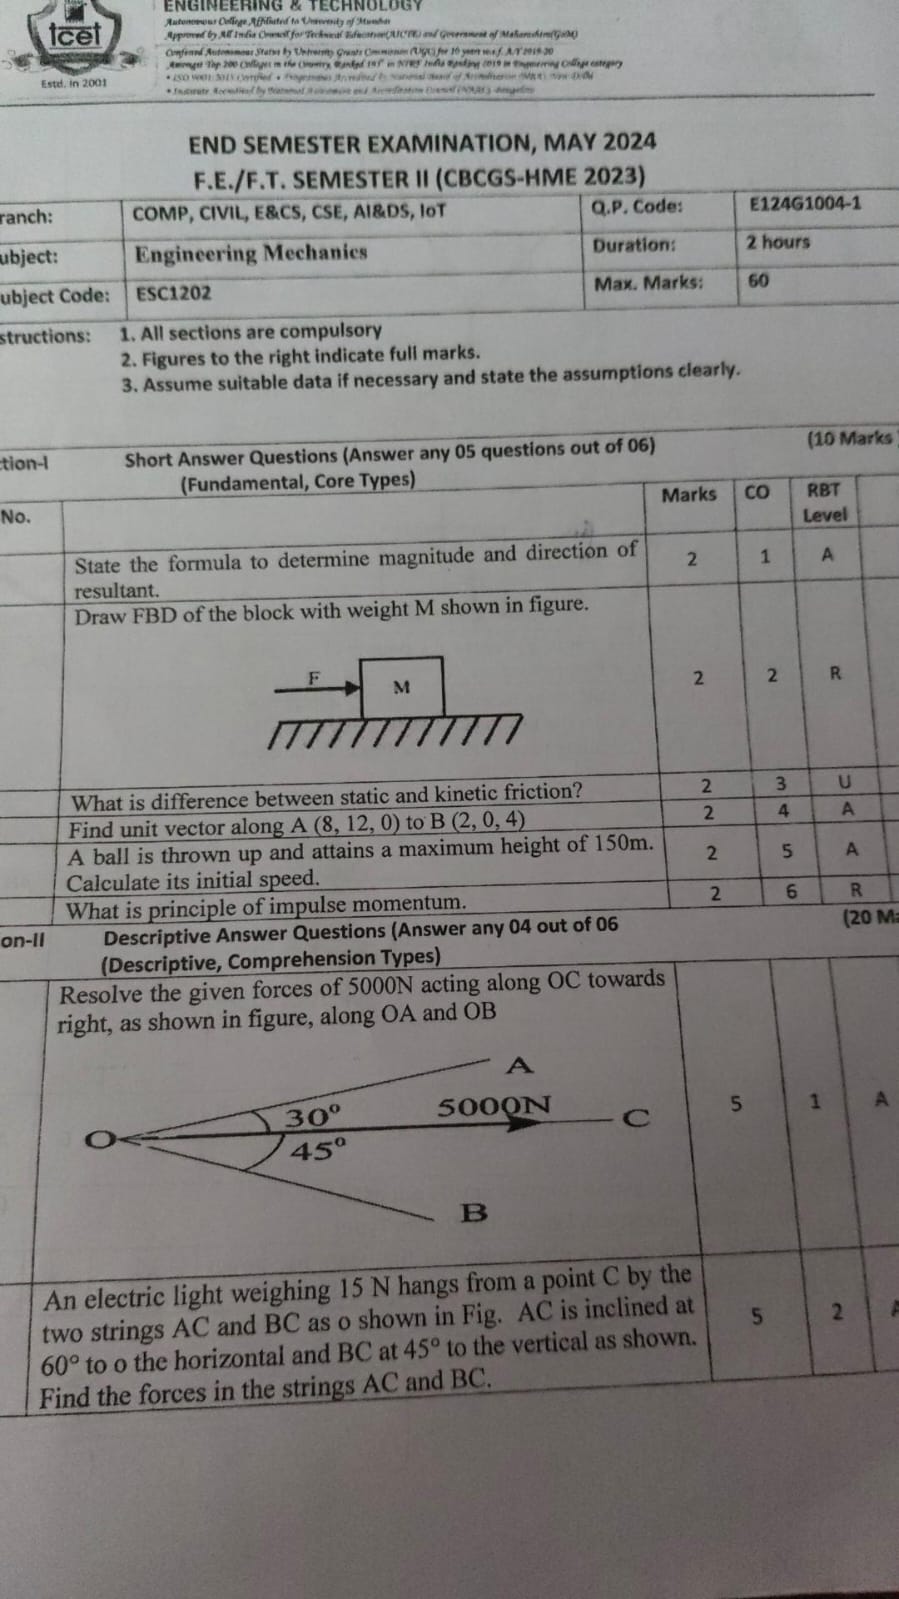 ENGINEERING & TECHNOLOGY
Autonomous College Affiliated to University of Mumbai
Approved by All India Council for Technical Education(AICTE) and Government of Maharashtra(GoM)
Conferred Autonomous Status by University Grants Commission (UGC) for 10 years w.e.f. A.Y 2019-20
Amongst Top 200 Colleges in the Country, Ranked 193rd in NIRF India Ranking 2019 in Engineering College category
• ISO 9001:2015 Certified • Programmes Accredited by National Board of Accreditation (NBA), New Delhi
• Institute Accredited by National Assessment and Accreditation Council (NAAC), Bengaluru
tcet
Estd. in 2001
END SEMESTER EXAMINATION, MAY 2024
F.E./F.T. SEMESTER II (CBCGS-HME 2023)
ranch: COMP, CIVIL, E&CS, CSE, AI&DS, IoT Q.P. Code: E124G1004-1
ubject: Engineering Mechanics Duration: 2 hours
ubject Code: ESC1202 Max. Marks: 60
structions: 1. All sections are compulsory
2. Figures to the right indicate full marks.
3. Assume suitable data if necessary and state the assumptions clearly.
ction-I Short Answer Questions (Answer any 05 questions out of 06) (10 Marks
(Fundamental, Core Types)
No. Marks CO RBT
Level
State the formula to determine magnitude and direction of 2 1 A
resultant.
Draw FBD of the block with weight M shown in figure.
F M 2 2 R
What is difference between static and kinetic friction? 2 3 U
Find unit vector along A (8, 12, 0) to B (2, 0, 4) 2 4 A
A ball is thrown up and attains a maximum height of 150m. 2 5 A
Calculate its initial speed.
What is principle of impulse momentum. 2 6 R
on-II Descriptive Answer Questions (Answer any 04 out of 06 (20 Ma
(Descriptive, Comprehension Types)
Resolve the given forces of 5000N acting along OC towards
right, as shown in figure, along OA and OB
A
30° 5000N C 5 1 A
O
45°
B
An electric light weighing 15 N hangs from a point C by the
two strings AC and BC as o shown in Fig. AC is inclined at 5 2 A
60° to o the horizontal and BC at 45° to the vertical as shown.
Find the forces in the strings AC and BC.